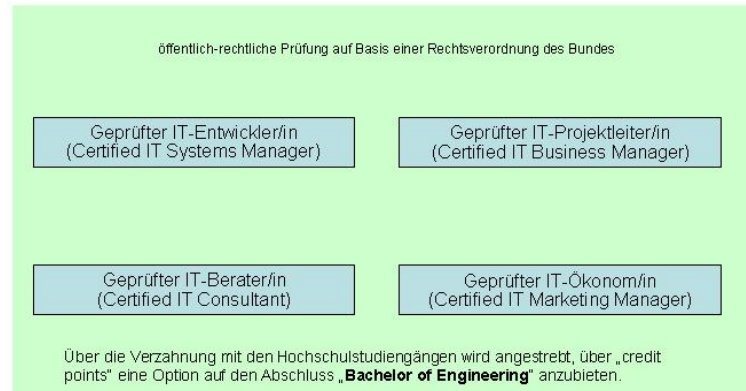 öffentlich-rechtliche Prüfung auf Basis einer Rechtsverordnung des Bundes
Geprüfter IT-Entwickler/in
(Certified IT Systems Manager)
Geprüfter IT-Projektleiter/in
(Certified IT Business Manager)
Geprüfter IT-Berater/in
(Certified IT Consultant)
Geprüfter IT-Ökonom/in
(Certified IT Marketing Manager)
Über die Verzahnung mit den Hochschulstudiengängen wird angestrebt, über „credit
points" eine Option auf den Abschluss „Bachelor of Engineering" anzubieten.